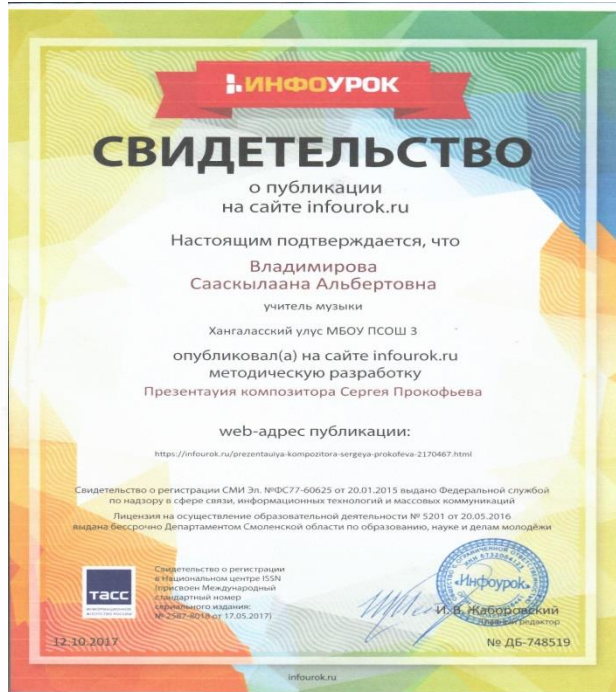 ИНФОУРОК
СВИДЕТЕЛЬСТВО
о публикации
на сайте infourok.ru
Настоящим подтверждается, что
Владимирова
Сааскылаана Альбертовна
учитель музыки
Хангаласский улус МБОУ ПСОШ 3
опубликовал(а) на сайте infourok.ru
методическую разработку
Презентауия композитора Сергея Прокофьева
web-адрес публикации:
https://infourok.ru/prezentauiya-kompozitora-sergeya-prokofeva-2170467.html
Свидетельство о регистрации СМИ Эл. №ФС77-60625 от 20.01.2015 выдано Федеральной службой
по надзору в сфере связи, информационных технологий и массовых коммуникаций
Лицензия на осуществление образовательной деятельности № 5201 от 20.05.2016
выдана бессрочно Департаментом Смоленской области по образованию, науке и делам молодёжи
Свидетельство о регистрации
в Национальном центре ISSN
(присвоен Международный
стандартный номер
сериального издания:
№ 2587-8018 от 17.05.2017)
ТАСС
ИНФОРМАЦИОННОЕ
АГЕНТСТВО РОССИИ
«Инфоурок»
И. В. Жаборовский
редактор
12.10.2017
№ ДБ-748519
infourok.ru